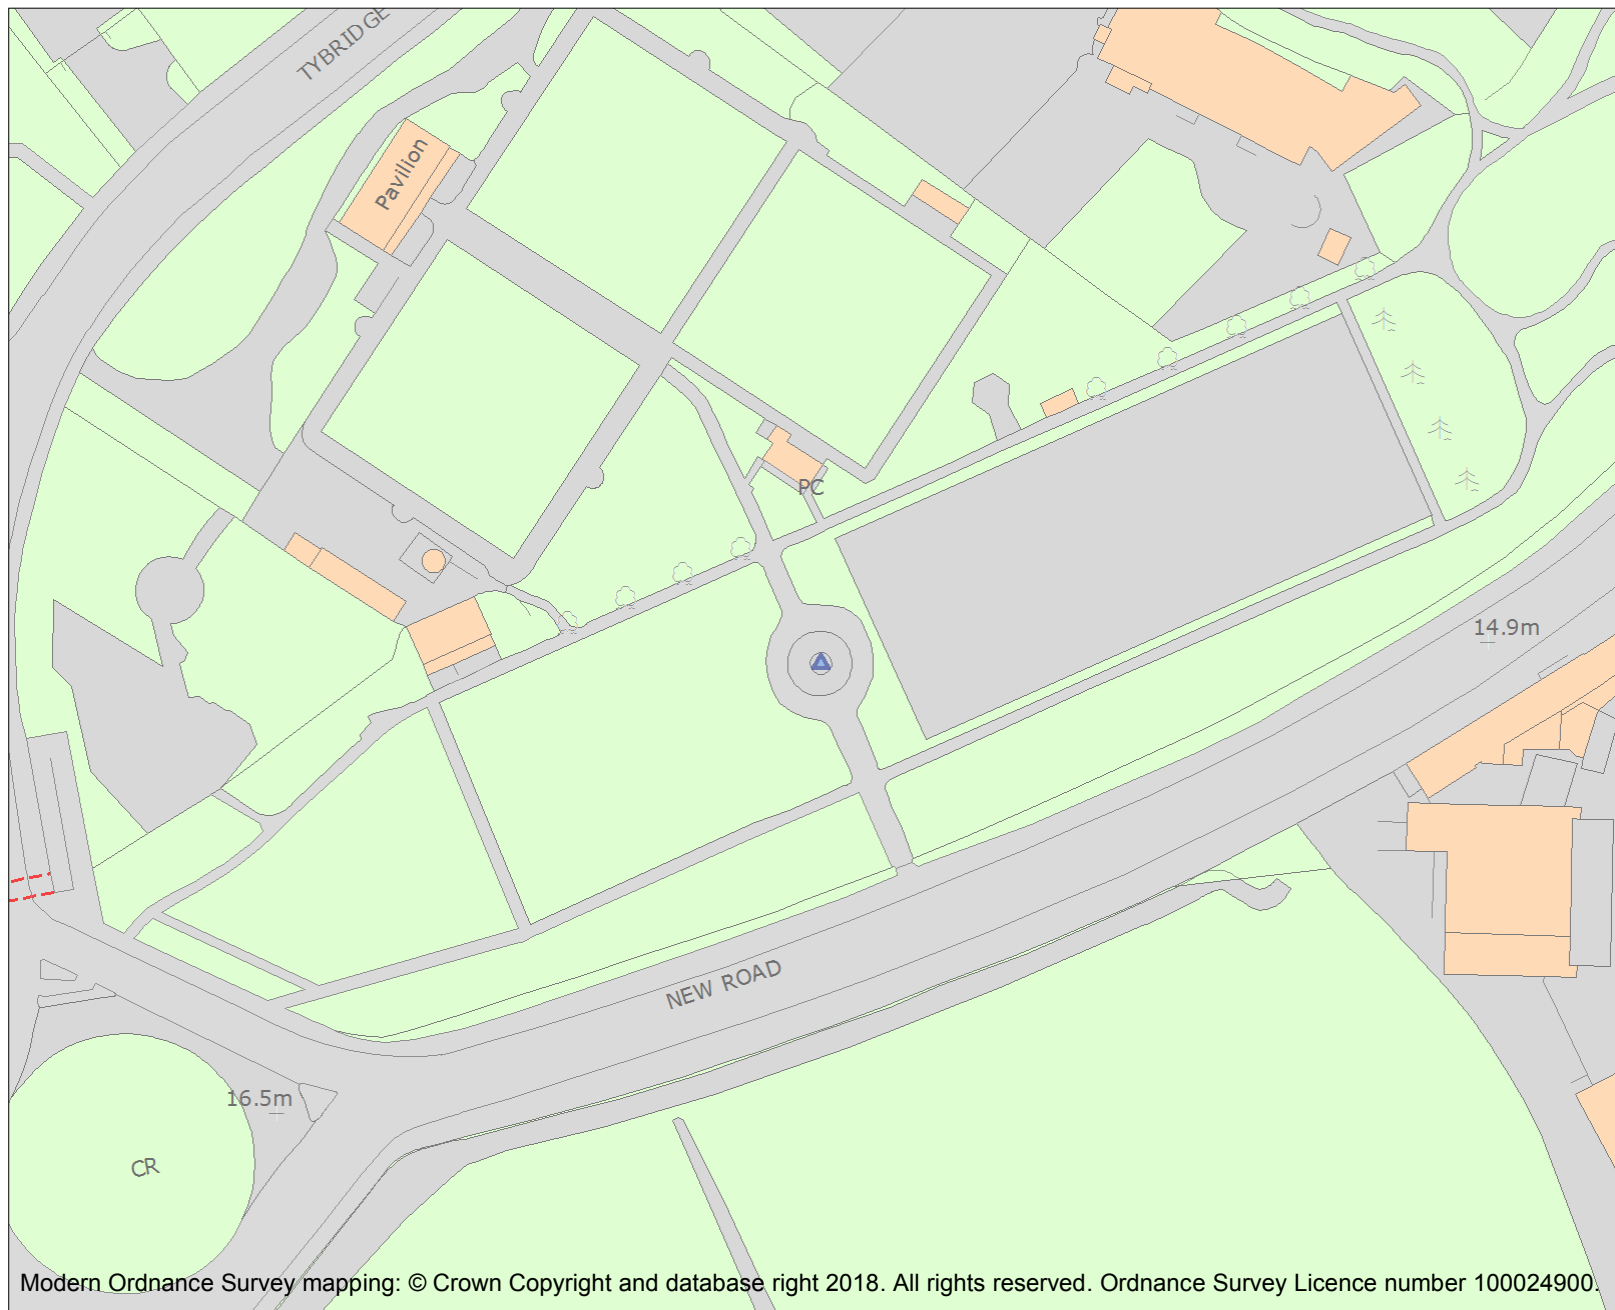 TYBRIDGE
Pavilion
PC
14.9m
NEW ROAD
16.5m
CR
Modern Ordnance Survey mapping: © Crown Copyright and database right 2018. All rights reserved. Ordnance Survey Licence number 100024900.